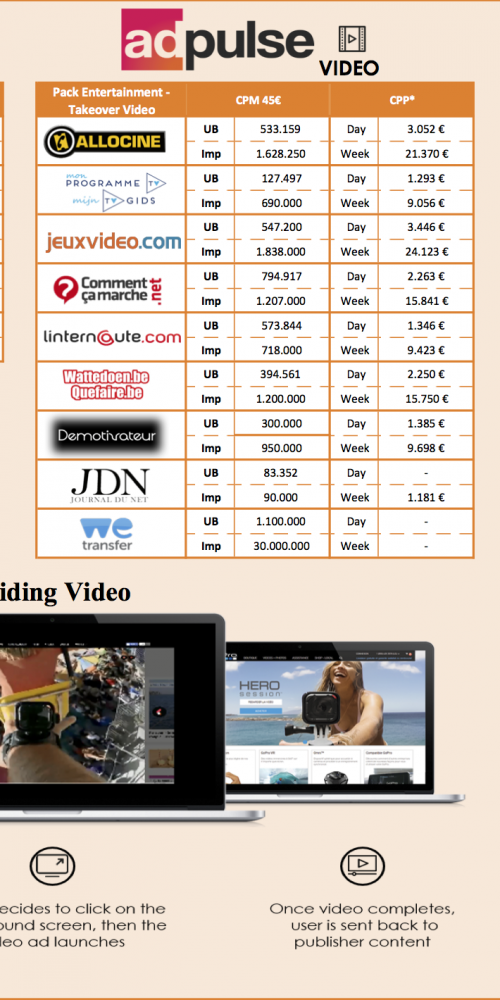 adpulse
VIDEO
Pack Entertainment -
Takeover Video
CPM 45€
CPP*
ALLOCINE
UB 533.159 Day 3.052 €
Imp 1.628.250 Week 21.370 €
mon
PROGRAMME TV
mijn TV GIDS
UB 127.497 Day 1.293 €
Imp 690.000 Week 9.056 €
jeuxvideo.com
UB 547.200 Day 3.446 €
Imp 1.838.000 Week 24.123 €
Comment
ça marche .net
UB 794.917 Day 2.263 €
Imp 1.207.000 Week 15.841 €
lintern@ute.com
UB 573.844 Day 1.346 €
Imp 718.000 Week 9.423 €
Wattedoen.be
Quefaire.be
UB 394.561 Day 2.250 €
Imp 1.200.000 Week 15.750 €
Demotivateur
UB 300.000 Day 1.385 €
Imp 950.000 Week 9.698 €
JDN
JOURNAL DU NET
UB 83.352 Day -
Imp 90.000 Week 1.181 €
we
transfer
UB 1.100.000 Day -
Imp 30.000.000 Week -
iding Video
HERO
SESSION
ecides to click on the
ound screen, then the
leo ad launches
Once video completes,
user is sent back to
publisher content